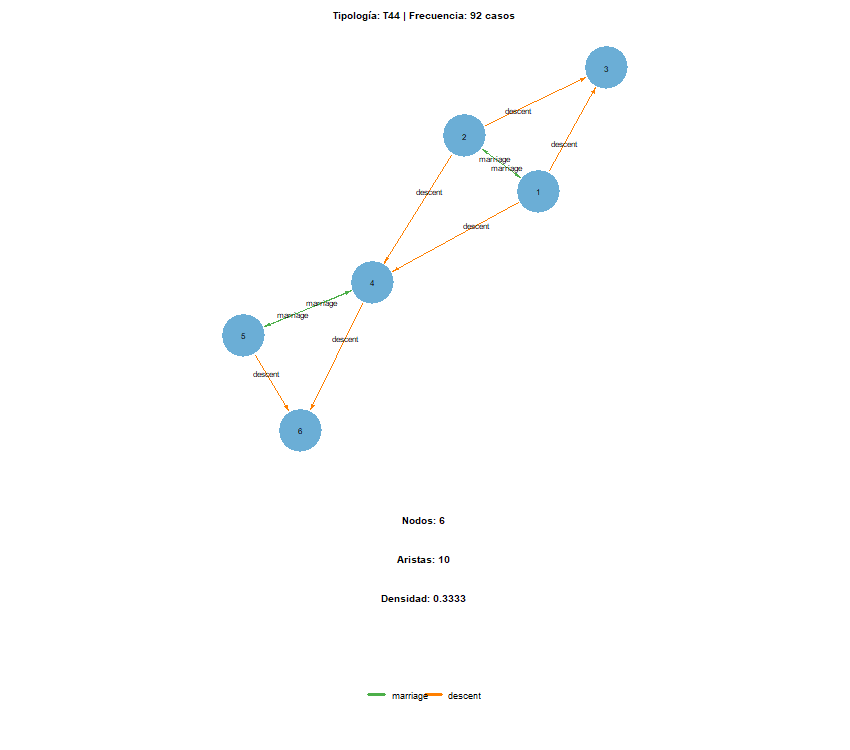 Tipología: T44 | Frecuencia: 92 casos
3
descent
2
descent
marriage
marriage
1
descent
descent
4
marriage
marriage
5
descent
descent
6
Nodos: 6
Aristas: 10
Densidad: 0.3333
marriage descent